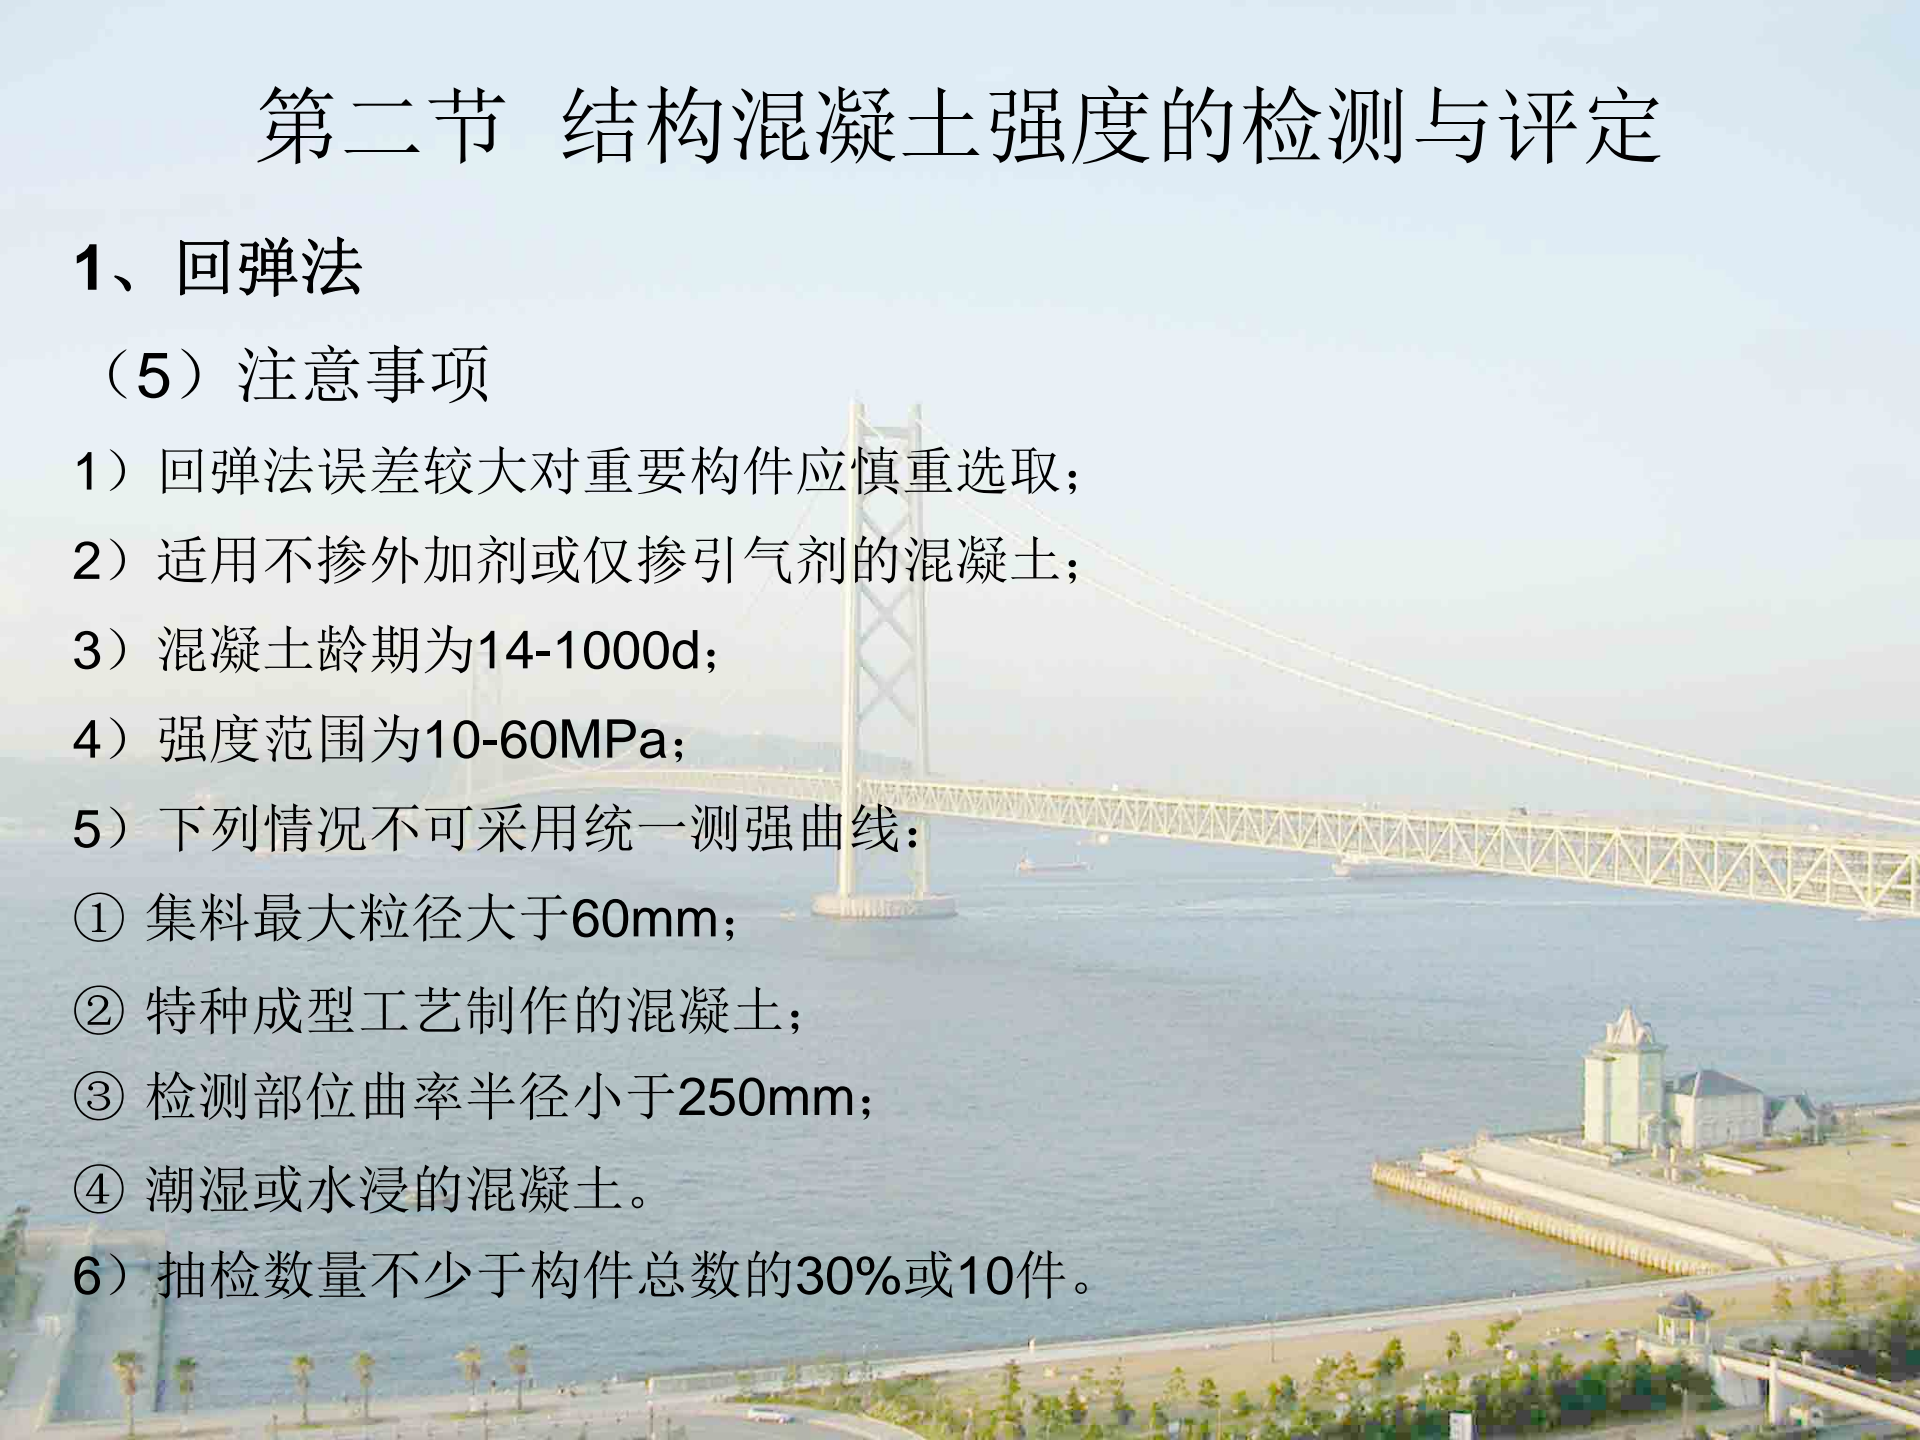 第二节 结构混凝土强度的检测与评定
1、回弹法
（5）注意事项
1）回弹法误差较大对重要构件应慎重选取；
2）适用不掺外加剂或仅掺引气剂的混凝土；
3）混凝土龄期为14-1000d；
4）强度范围为10-60MPa；
5）下列情况不可采用统一测强曲线：
① 集料最大粒径大于60mm；
② 特种成型工艺制作的混凝土；
③ 检测部位曲率半径小于250mm；
④ 潮湿或水浸的混凝土。
6）抽检数量不少于构件总数的30%或10件。